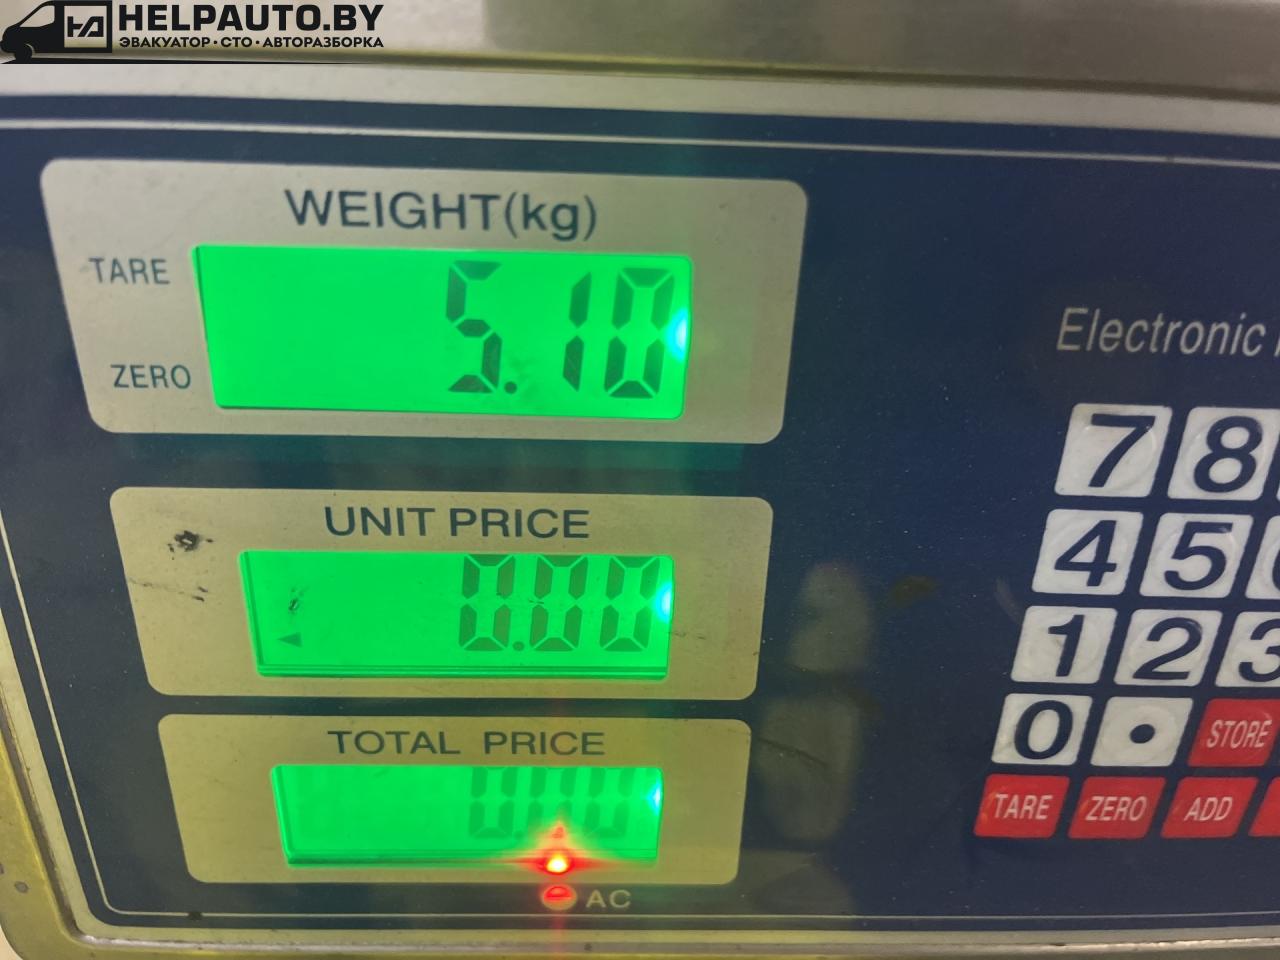 HELPAUTO.BY
ЭВАКУАТОР·СТО·АВТОРАЗБОРКА
WEIGHT(kg)
TARE
5.10
ZERO
UNIT PRICE
0.00
TOTAL PRICE
0.00
AC
Electronic
7 8
4 5
1 2 3
0 . STORE
TARE ZERO ADD